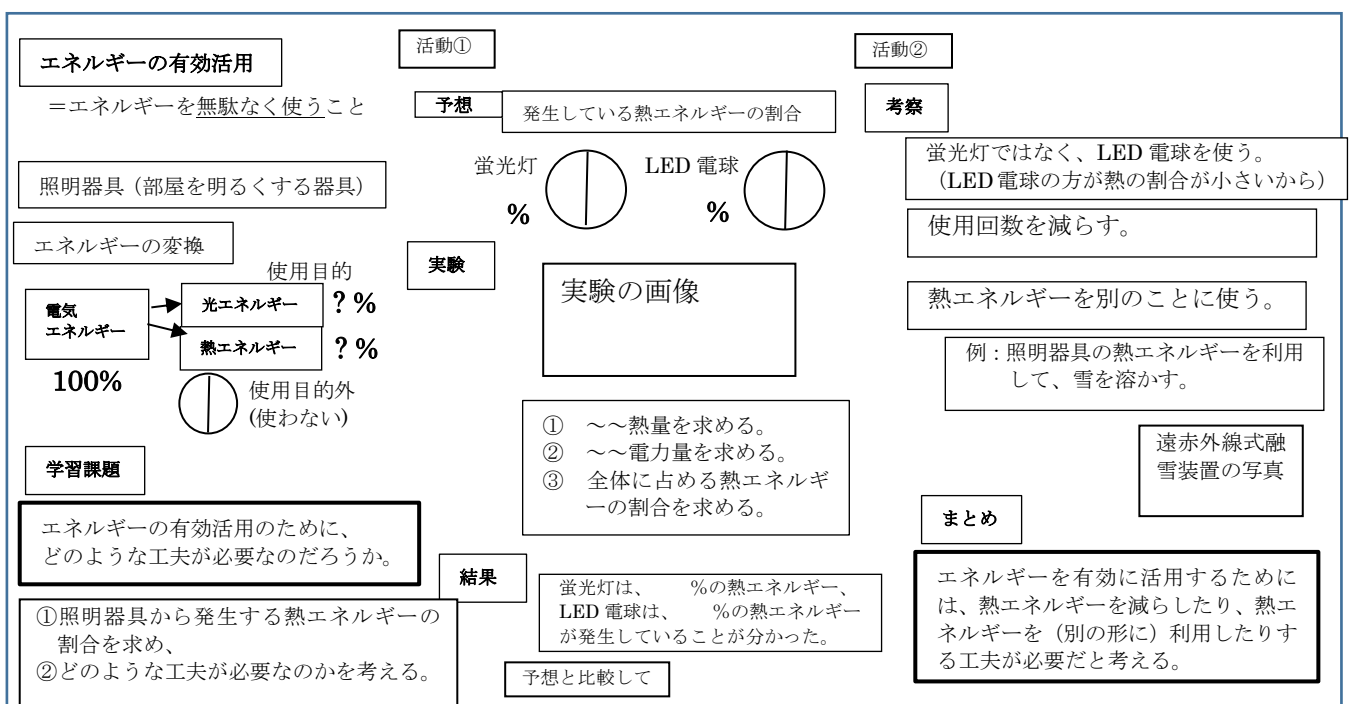 エネルギーの有効活用
＝エネルギーを無駄なく使うこと
照明器具（部屋を明るくする器具）
エネルギーの変換
使用目的
電気
エネルギー
光エネルギー
？%
熱エネルギー
？%
100%
使用目的外
(使わない)
学習課題
エネルギーの有効活用のために、
どのような工夫が必要なのだろうか。
①照明器具から発生する熱エネルギーの
割合を求め、
②どのような工夫が必要なのかを考える。
活動①
予想
発生している熱エネルギーの割合
蛍光灯
%
LED 電球
%
実験
実験の画像
① ～～熱量を求める。
② ～～電力量を求める。
③ 全体に占める熱エネルギ
ーの割合を求める。
結果
蛍光灯は、　　%の熱エネルギー、
LED 電球は、　　%の熱エネルギー
が発生していることが分かった。
予想と比較して
活動②
考察
蛍光灯ではなく、LED 電球を使う。
（LED 電球の方が熱の割合が小さいから）
使用回数を減らす。
熱エネルギーを別のことに使う。
例：照明器具の熱エネルギーを利用
して、雪を溶かす。
遠赤外線式融
雪装置の写真
まとめ
エネルギーを有効に活用するために
は、熱エネルギーを減らしたり、熱エ
ネルギーを（別の形に）利用したりす
る工夫が必要だと考える。